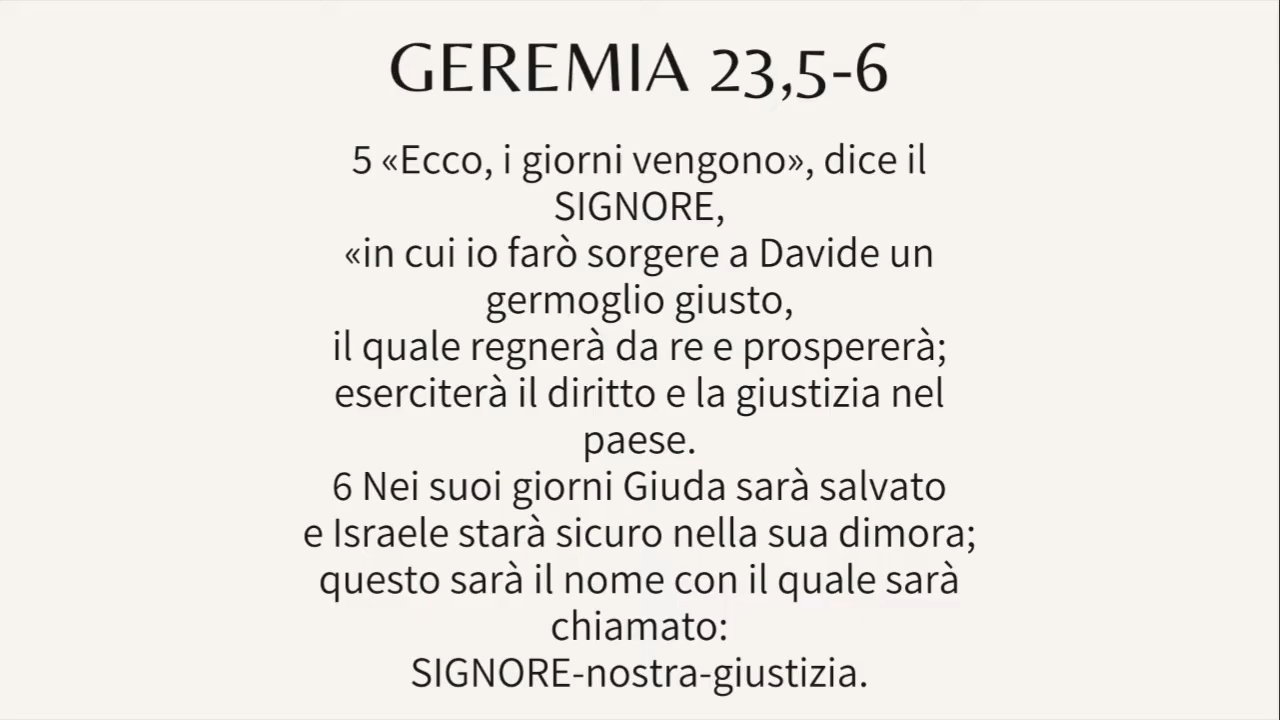 GEREMIA 23,5-6
5 «Ecco, i giorni vengono», dice il
SIGNORE,
«in cui io farò sorgere a Davide un
germoglio giusto,
il quale regnerà da re e prospererà;
eserciterà il diritto e la giustizia nel
paese.
6 Nei suoi giorni Giuda sarà salvato
e Israele starà sicuro nella sua dimora;
questo sarà il nome con il quale sarà
chiamato:
SIGNORE-nostra-giustizia.